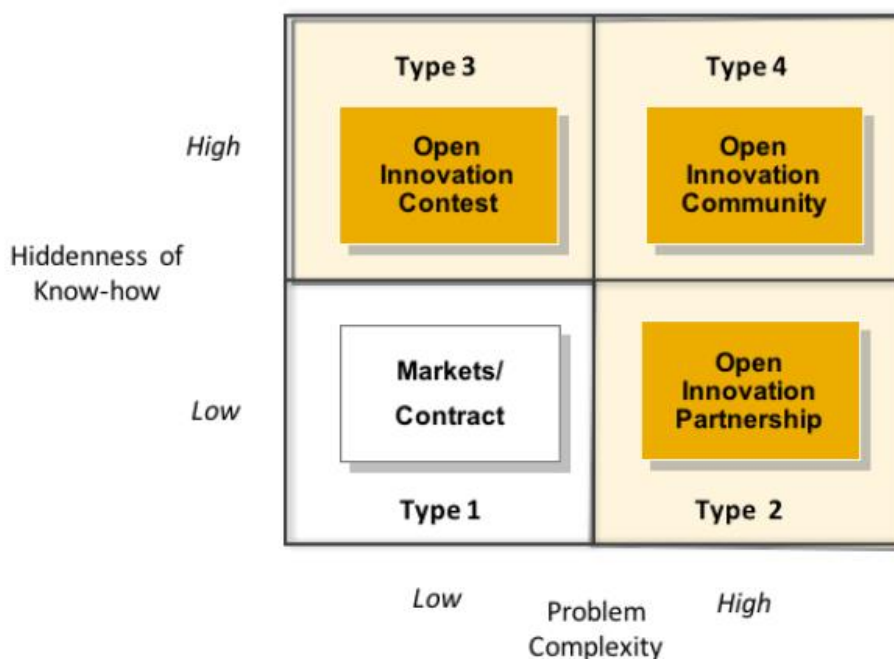 Type 3
Type 4
High
Open
Innovation
Contest
Open
Innovation
Community
Hiddenness of
Know-how
Low
Markets/
Contract
Open
Innovation
Partnership
Type 1
Type 2
Low
High
Problem
Complexity